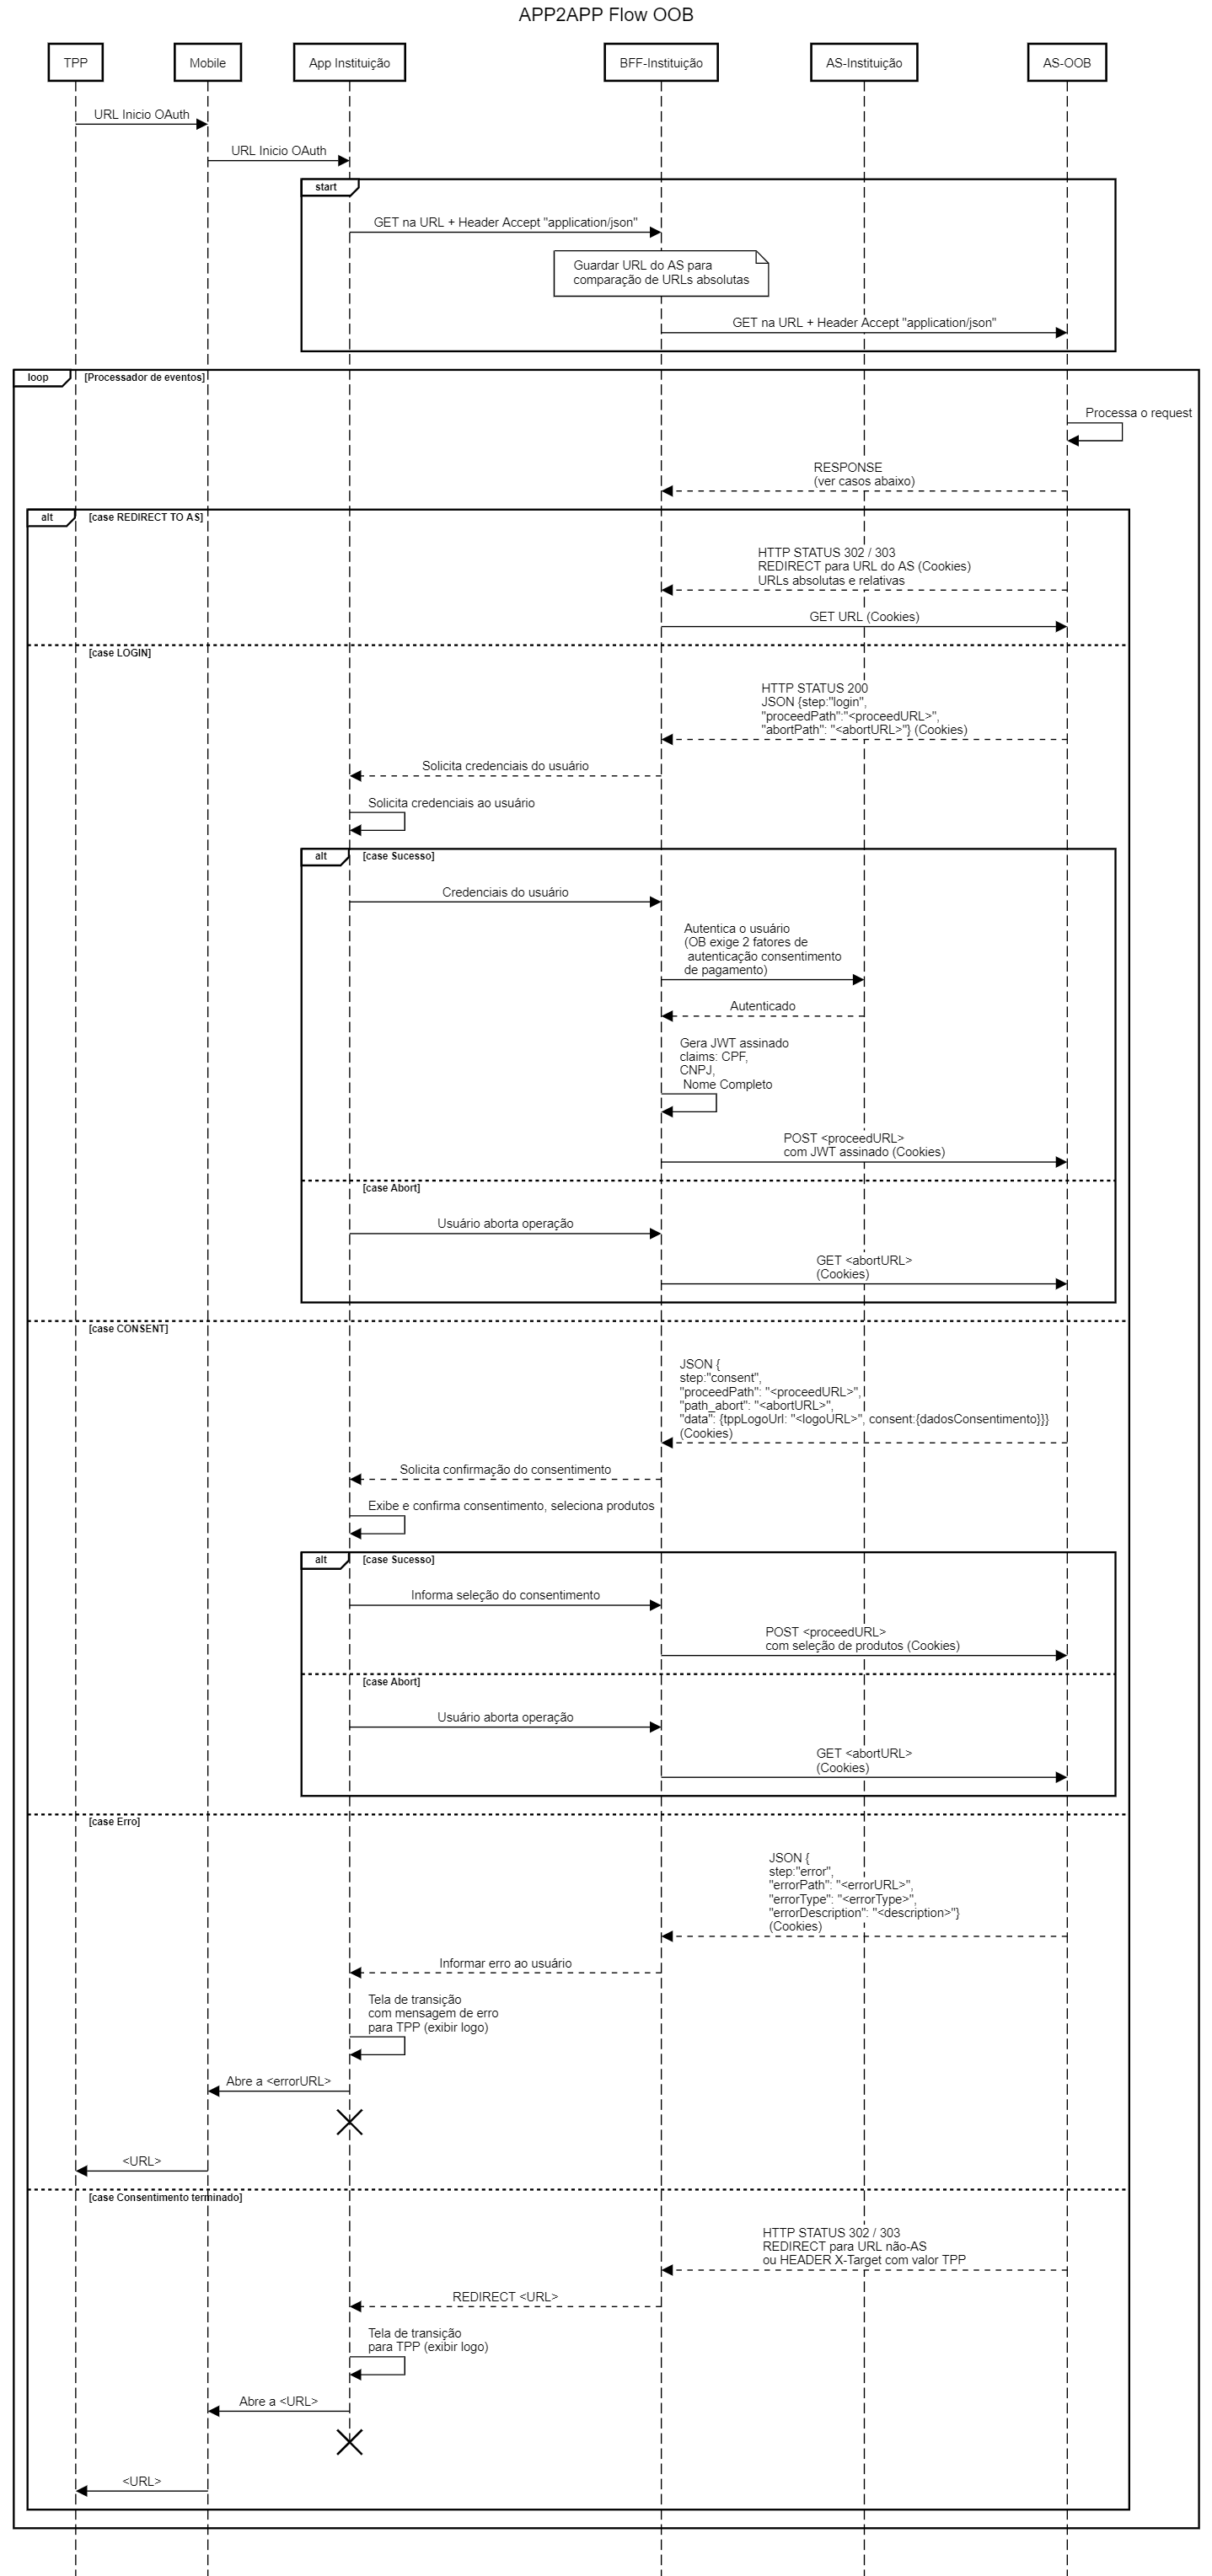 APP2APP Flow OOB
TPP
Mobile
App Instituição
BFF-Instituição
AS-Instituição
AS-OOB
URL Inicio OAuth
URL Inicio OAuth
start
GET na URL + Header Accept "application/json"
Guardar URL do AS para
comparação de URLs absolutas
GET na URL + Header Accept "application/json"
loop
[Processador de eventos]
Processa o request
RESPONSE
(ver casos abaixo)
alt
[case REDIRECT TO AS]
HTTP STATUS 302 / 303
REDIRECT para URL do AS (Cookies)
URLs absolutas e relativas
GET URL (Cookies)
[case LOGIN]
HTTP STATUS 200
JSON {step:"login",
"proceedPath":"<proceedURL>",
"abortPath": "<abortURL>"} (Cookies)
Solicita credenciais do usuário
Solicita credenciais ao usuário
alt
[case Sucesso]
Credenciais do usuário
Autentica o usuário
(OB exige 2 fatores de
autenticação consentimento
de pagamento)
Autenticado
Gera JWT assinado
claims: CPF,
CNPJ,
Nome Completo
POST <proceedURL>
com JWT assinado (Cookies)
[case Abort]
Usuário aborta operação
GET <abortURL>
(Cookies)
[case CONSENT]
JSON {
step:"consent",
"proceedPath": "<proceedURL>",
"path_abort": "<abortURL>",
"data": {tppLogoUrl: "<logoURL>", consent:{dadosConsentimento}}}
(Cookies)
Solicita confirmação do consentimento
Exibe e confirma consentimento, seleciona produtos
alt
[case Sucesso]
Informa seleção do consentimento
POST <proceedURL>
com seleção de produtos (Cookies)
[case Abort]
Usuário aborta operação
GET <abortURL>
(Cookies)
[case Erro]
JSON {
step:"error",
"errorPath": "<errorURL>",
"errorType": "<errorType>",
"errorDescription": "<description>"}
(Cookies)
Informar erro ao usuário
Tela de transição
com mensagem de erro
para TPP (exibir logo)
Abre a <errorURL>
<URL>
[case Consentimento terminado]
HTTP STATUS 302 / 303
REDIRECT para URL não-AS
ou HEADER X-Target com valor TPP
REDIRECT <URL>
Tela de transição
para TPP (exibir logo)
Abre a <URL>
<URL>